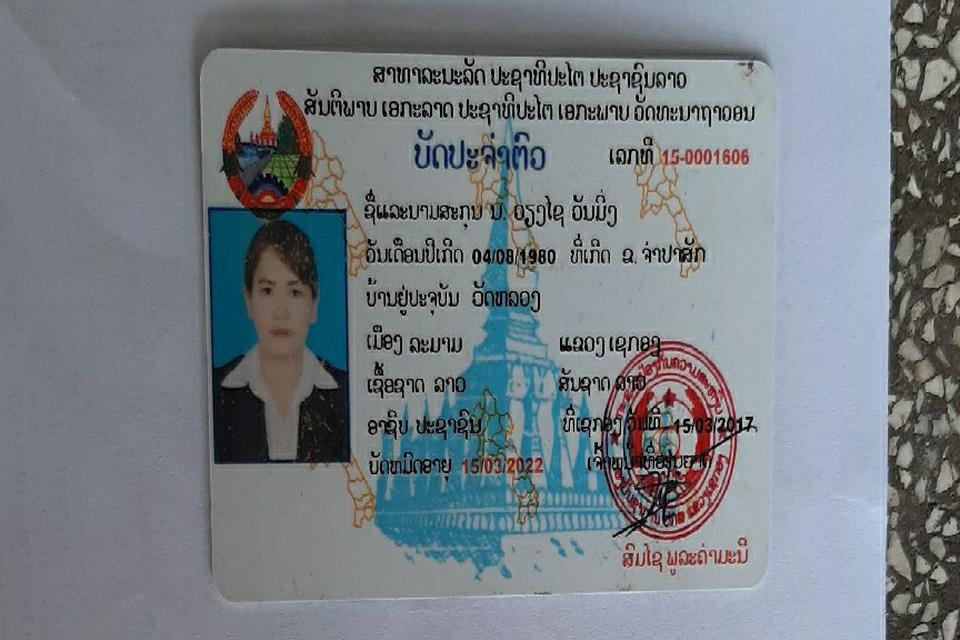 ສາທາລະນະລັດ ປະຊາທິປະໄຕ ປະຊາຊົນລາວ
ສັນຕິພາບ ເອກະລາດ ປະຊາທິປະໄຕ ເອກະພາບ ວັດທະນາຖາວອນ
ບັດປະຈຳຕົວ ເລກທີ 15-0001606
ຊື່ແລະນາມສະກຸນ ນ. ວຽງໄຊ ວັນມິ່ງ
ວັນເດືອນປີເກີດ 04/08/1980 ທີ່ເກີດ ຂ. ຈຳປາສັກ
ບ້ານຢູ່ປະຈຸບັນ ວັດຫລວງ
ເມືອງ ລະມາມ ແຂວງ ເຊກອງ
ເຊື້ອຊາດ ລາວ ສັນຊາດ ລາວ
ອາຊີບ ປະຊາຊົນ ທີ່ເຊກອງ ວັນທີ 15/03/2017
ບັດຫມົດອາຍຸ 15/03/2022
ສົມໄຊ ພູລະຄຳມະນີ